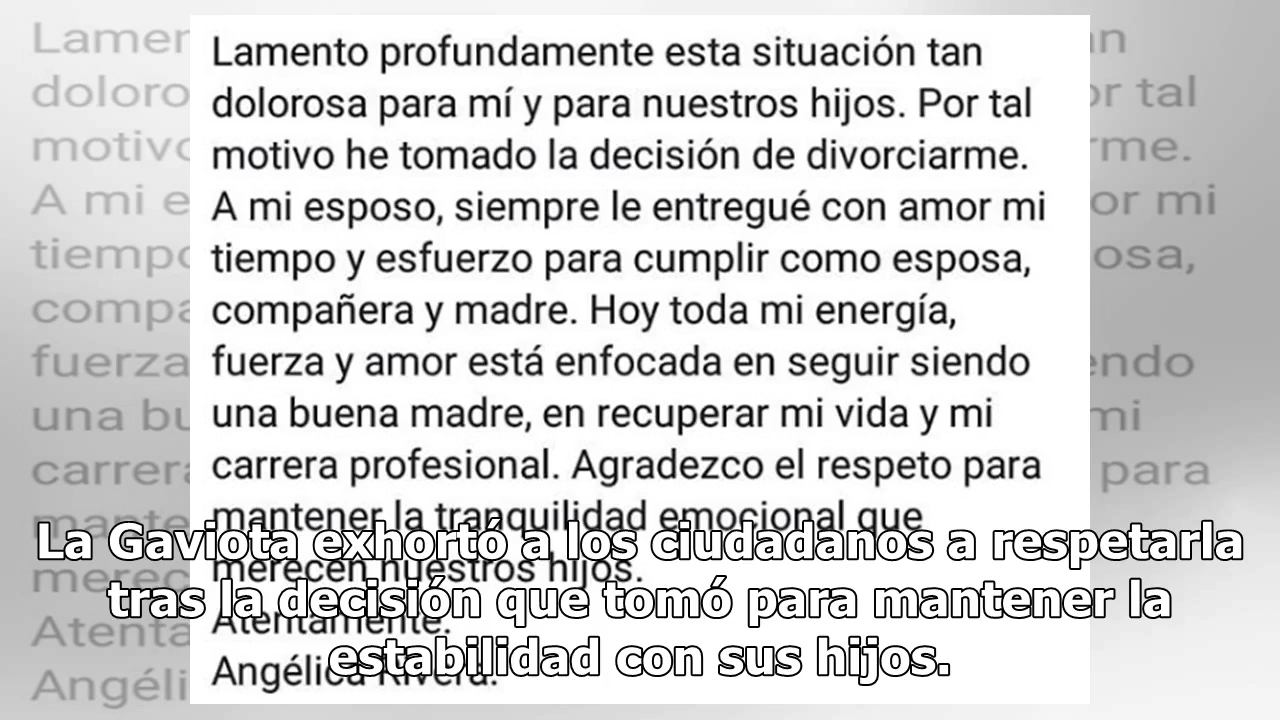 Lamento profundamente esta situación tan
dolorosa para mí y para nuestros hijos. Por tal
motivo he tomado la decisión de divorciarme.
A mi esposo, siempre le entregué con amor mi
tiempo y esfuerzo para cumplir como esposa,
compañera y madre. Hoy toda mi energía,
fuerza y amor está enfocada en seguir siendo
una buena madre, en recuperar mi vida y mi
carrera profesional. Agradezco el respeto para
mantener la tranquilidad emocional que
merecen nuestros hijos.
Atentamente.
Angélica Rivera.
La Gaviota exhortó a los ciudadanos a respetarla
tras la decisión que tomó para mantener la
estabilidad con sus hijos.